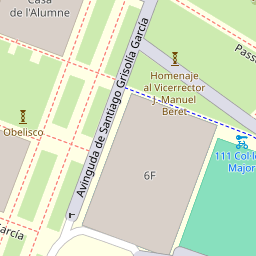 Casa
de l'Alumne
Avinguda de Santiago Grisolía García
Passe
Homenaje
al Vicerrector
J. Manuel
Beret
Obelisco
111 Col·le
Major
6F
García